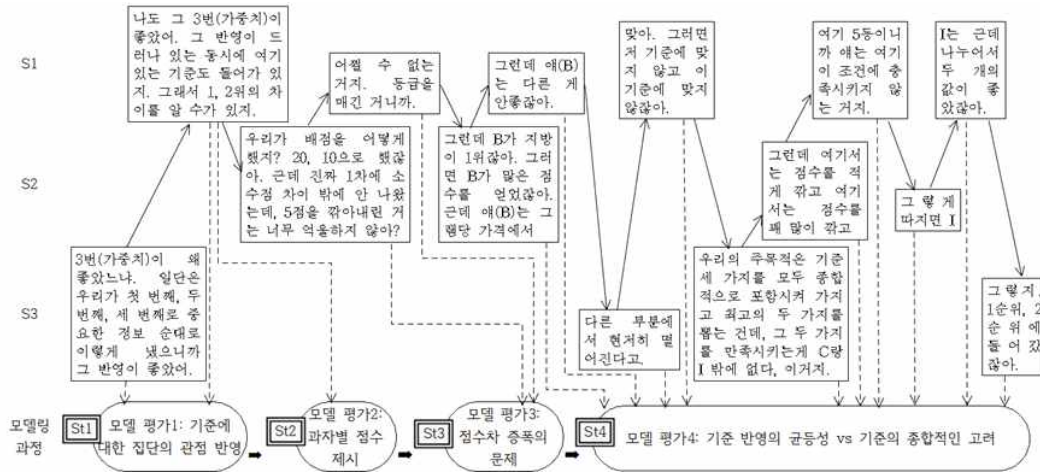 S1
나도 그 3번(가중치)이
좋았어. 그 반영이 드
러나 있는 동시에 여기
있는 기준도 들어가 있
지. 그래서 1, 2위의 차
이를 알 수가 있지.
어쩔 수 없는
거지. 등급을
매긴 거니까.
그런데 얘(B)
는 다른 게
안좋잖아.
맞아. 그러면
저 기준에 맞
지 않고 이
기준에 맞지
않잖아.
여기 5등이니
까 얘는 여기
이 조건에 충
족시키지 않
는 거지.
I는 근데
나누어서
두 개의
값이 좋
았잖아.
S2
우리가 배점을 어떻게
했지? 20, 10으로 했잖
아. 근데 진짜 1차에 소
수점 차이 밖에 안 나왔
는데, 5점을 깎아내린 거
는 너무 억울하지 않아?
그런데 B가 지방
이 1위잖아. 그러
면 B가 많은 점
수를 얻었잖아.
근데 얘(B)는 그
램당 가격에서
그런데 여기서
는 점수를 적
게 깎고 여기
서는 점수를
꽤 많이 깎고
그 렇 게
따지면 I
S3
3번(가중치)이 왜
좋았느냐. 일단은
우리가 첫 번째, 두
번째, 세 번째로 중
요한 정보 순대로
이렇게 냈으니까
그 반영이 좋았어.
다른 부분에
서 현저히 떨
어진다고.
우리의 주목적은 기준
세 가지를 모두 종합
적으로 포함시켜 가지
고 최고의 두 가지를
뽑는 건데, 그 두 가지
를 만족시키는게 C랑
I 밖에 없다, 이거지.
그렇지.
1순위, 2
순 위 에
들 어 갔
잖아.
모델링
과정
St1
모델 평가1: 기준에
대한 집단의 관점 반영
St2
모델 평가2:
과자별 점수
제시
St3
모델 평가3:
점수차 증폭의
문제
St4
모델 평가4: 기준 반영의 균등성 vs 기준의 종합적인 고려